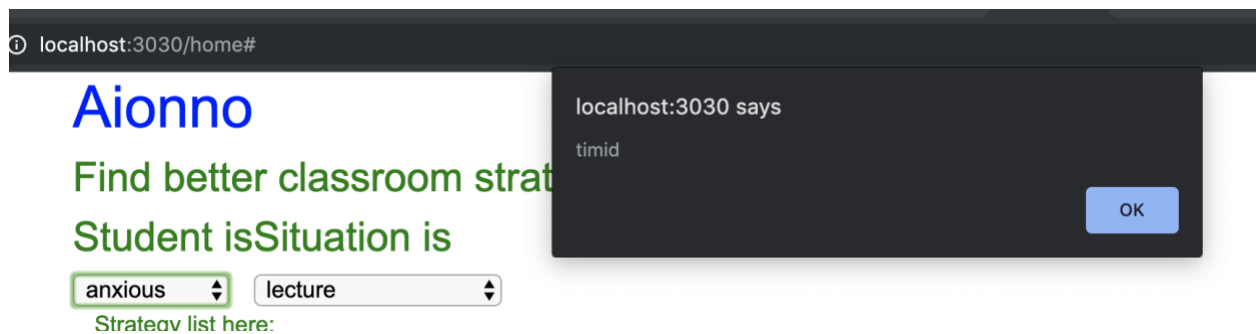 localhost:3030/home#
Aionno
localhost:3030 says
timid
OK
Find better classroom strat
Student isSituation is
anxious lecture
Strategy list here: